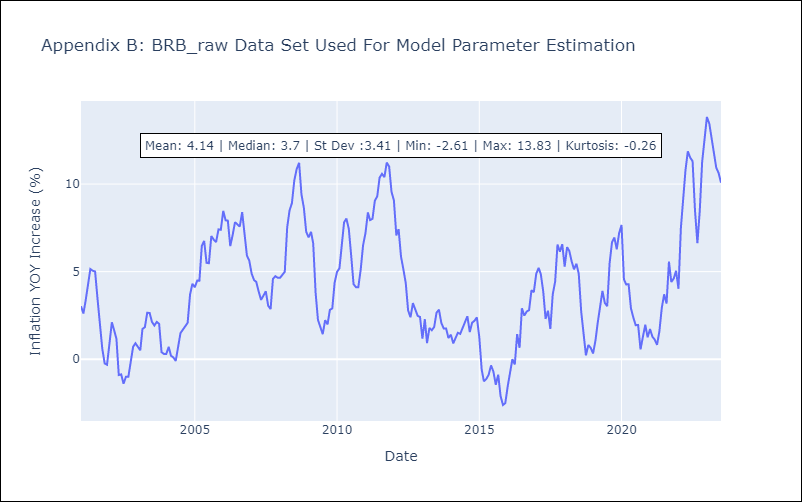 Appendix B: BRB_raw Data Set Used For Model Parameter Estimation
Mean: 4.14 | Median: 3.7 | St Dev :3.41 | Min: -2.61 | Max: 13.83 | Kurtosis: -0.26
Inflation YOY Increase (%)
10
5
0
2005
2010
2015
2020
Date